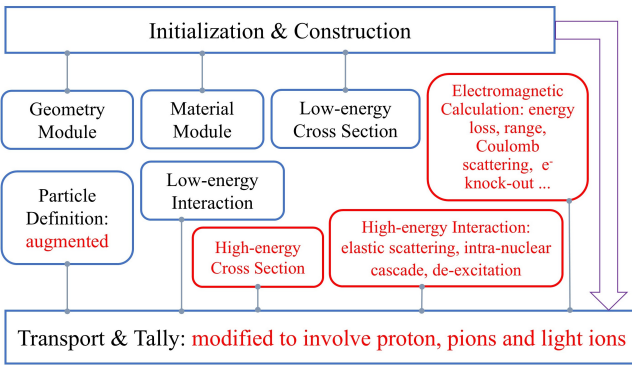 Initialization & Construction
Geometry
Module
Material
Module
Low-energy
Cross Section
Electromagnetic
Calculation: energy
loss, range,
Coulomb
scattering, e-
knock-out ...
Particle
Definition:
augmented
Low-energy
Interaction
High-energy
Cross Section
High-energy Interaction:
elastic scattering, intra-nuclear
cascade, de-excitation
Transport & Tally: modified to involve proton, pions and light ions